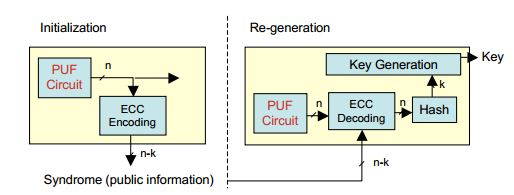 Initialization
PUF
Circuit
n
ECC
Encoding
n-k
Syndrome (public information)
Re-generation
Key Generation
Key
k
PUF
Circuit
n
ECC
Decoding
n
Hash
n-k